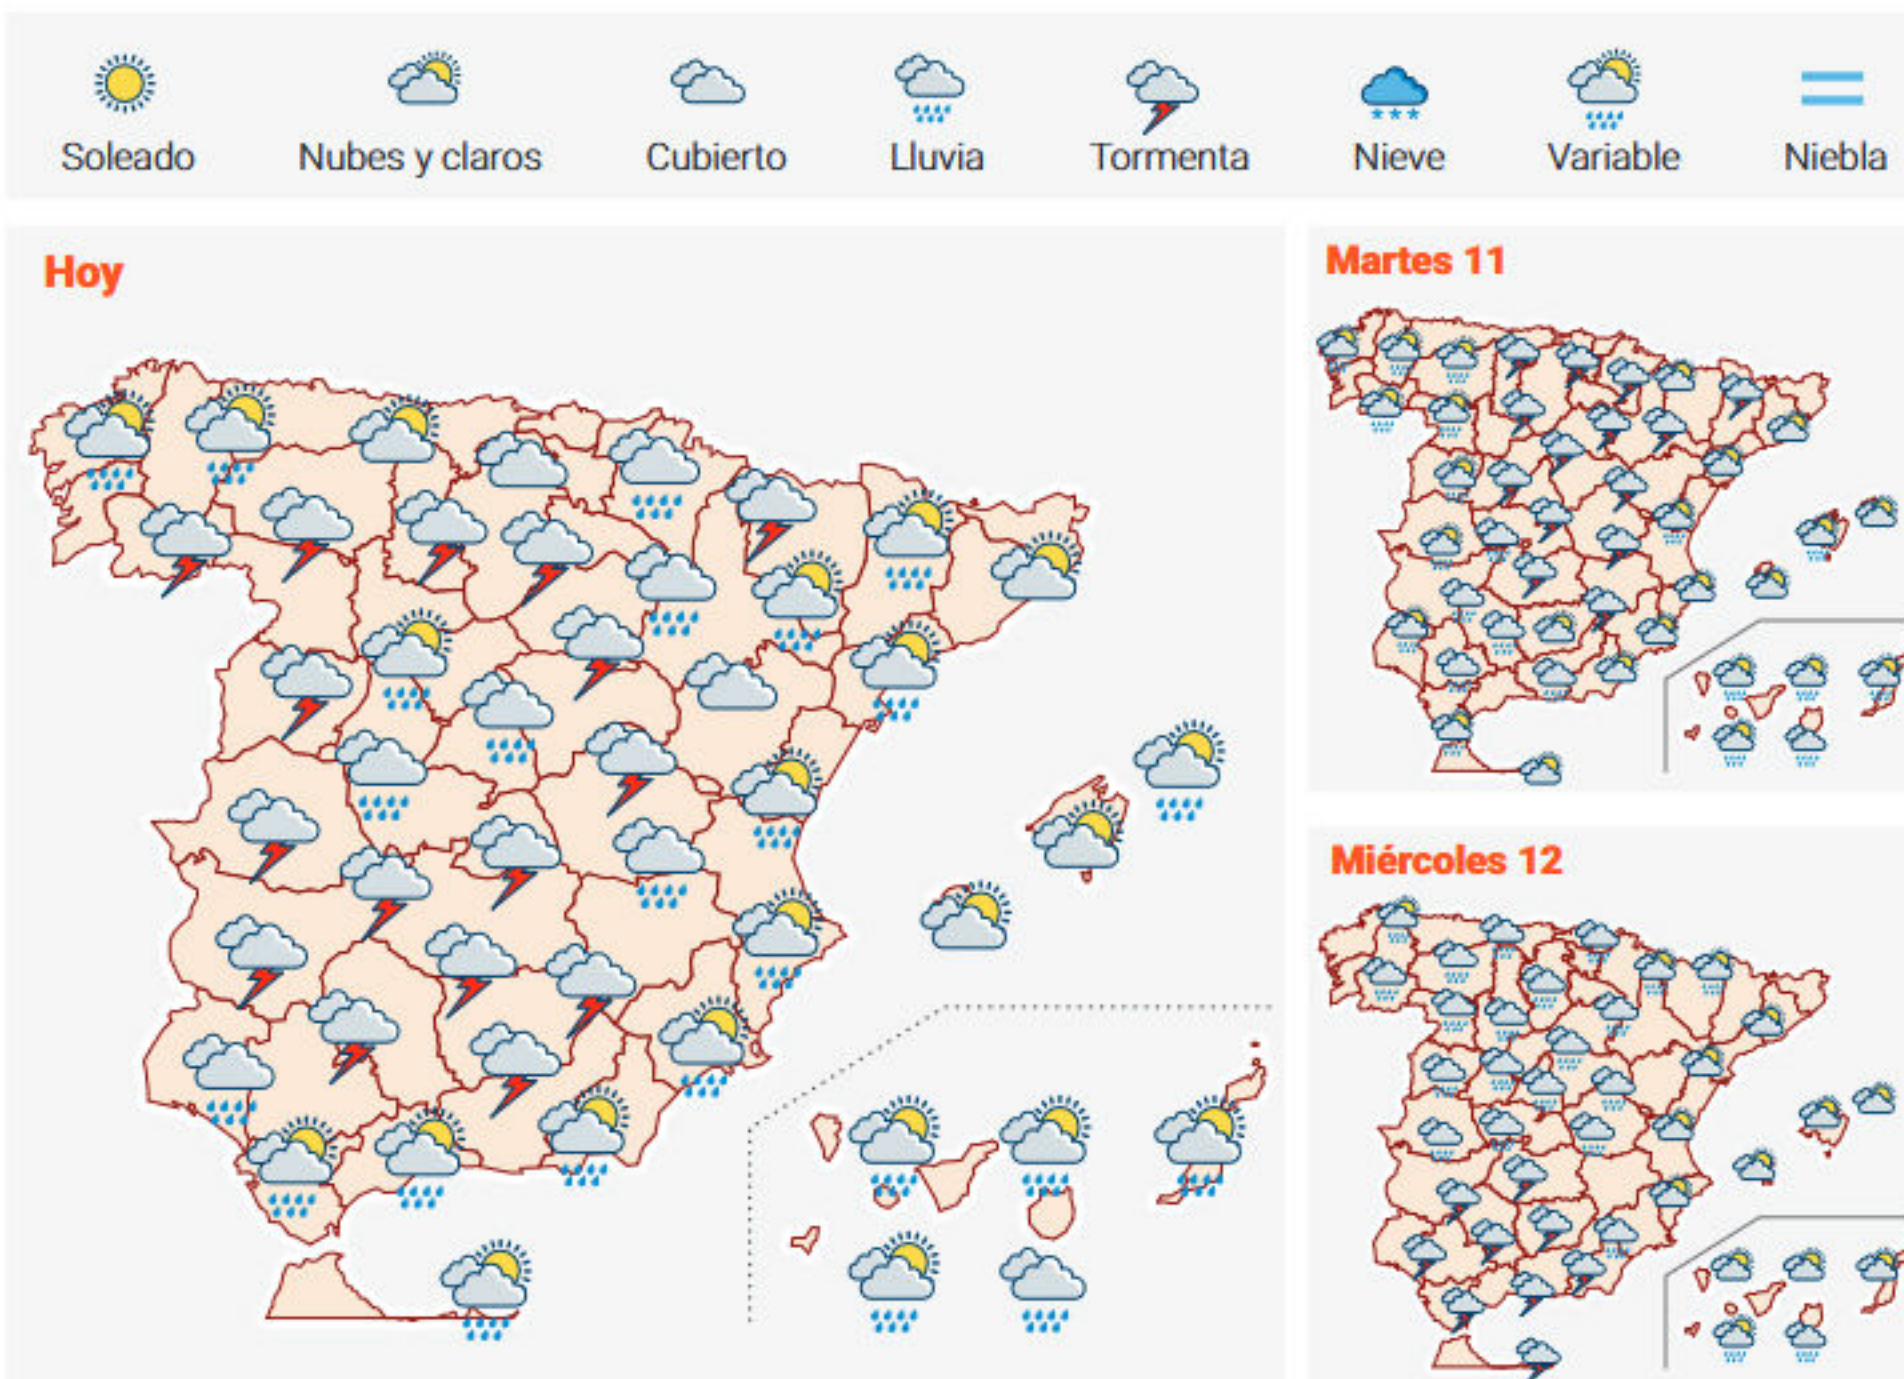 Soleado
Nubes y claros
Cubierto
Lluvia
Tormenta
Nieve
Variable
Niebla
Hoy
Martes 11
Miércoles 12